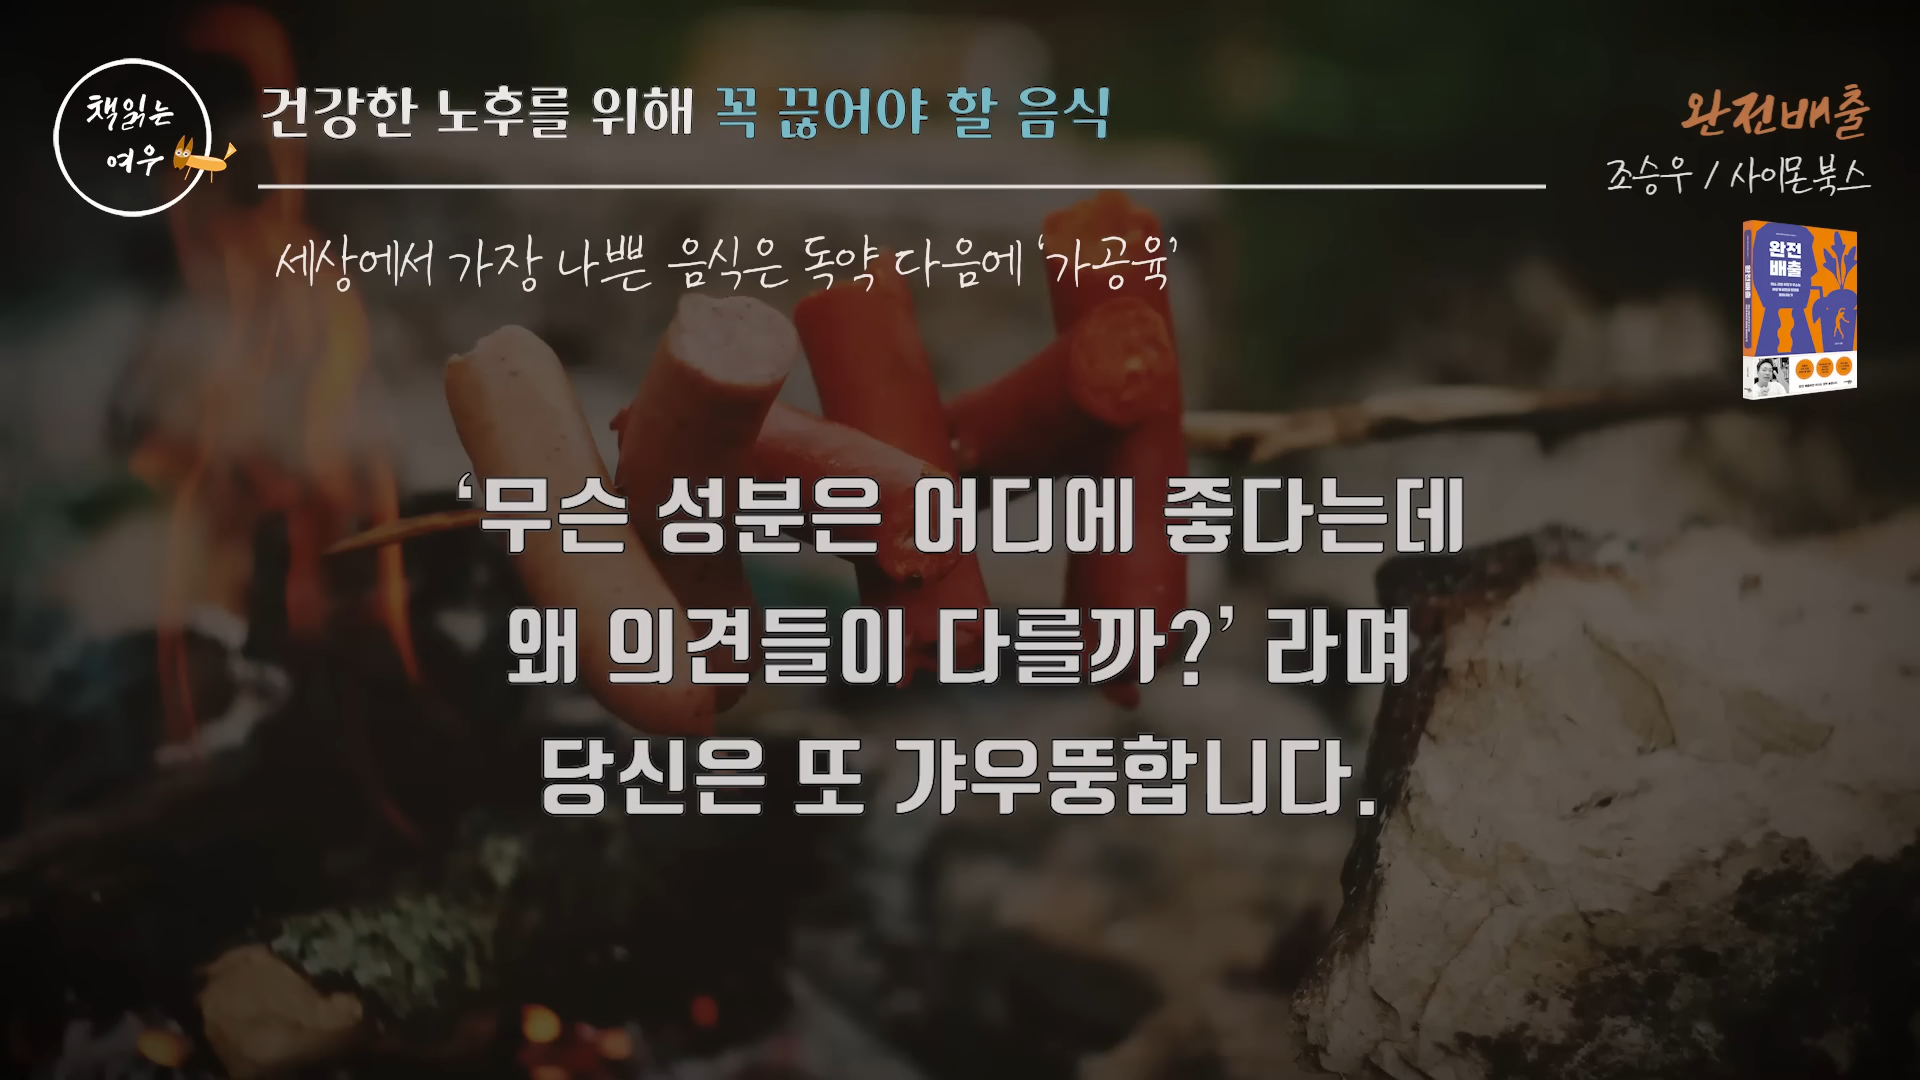 책읽는
여우
건강한 노후를 위해 꼭 끊어야 할 음식
완전배출
조승우 / 사이몬북스
세상에서 가장 나쁜 음식은 독약 다음에 ‘가공육’
완전
배출
‘무슨 성분은 어디에 좋다는데
왜 의견들이 다를까?’ 라며
당신은 또 갸우뚱합니다.